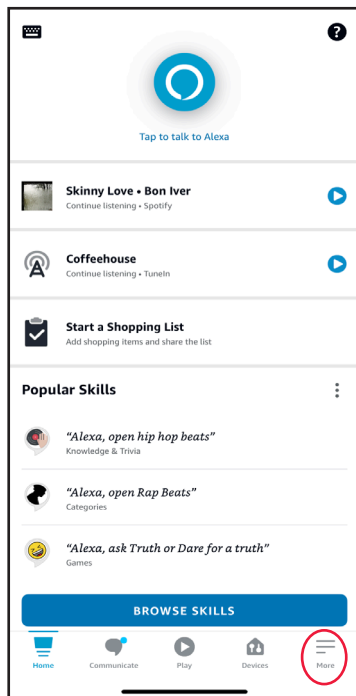 ?
Tap to talk to Alexa
Skinny Love • Bon Iver
Continue listening • Spotify
Coffeehouse
Continue listening • TuneIn
Start a Shopping List
Add shopping items and share the list
Popular Skills
“Alexa, open hip hop beats”
Knowledge & Trivia
“Alexa, open Rap Beats”
Categories
“Alexa, ask Truth or Dare for a truth”
Games
BROWSE SKILLS
Home
Communicate
Play
Devices
More